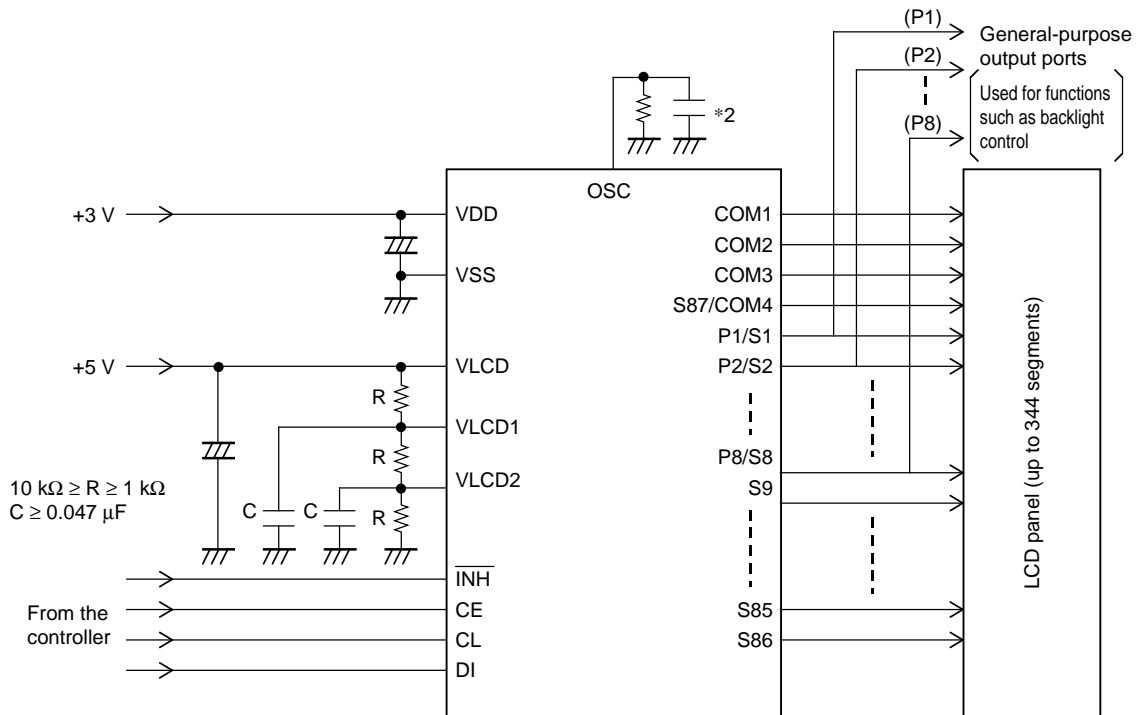 (P1)
General-purpose
output ports
(P2)
Used for functions
such as backlight
control
(P8)
*2
OSC
+3 V
VDD
VSS
+5 V
VLCD
R
VLCD1
R
VLCD2
R
C
C
10 kΩ ≥ R ≥ 1 kΩ
C ≥ 0.047 μF
INH
From the
controller
CE
CL
DI
COM1
COM2
COM3
S87/COM4
P1/S1
P2/S2
P8/S8
S9
S85
S86
LCD panel (up to 344 segments)